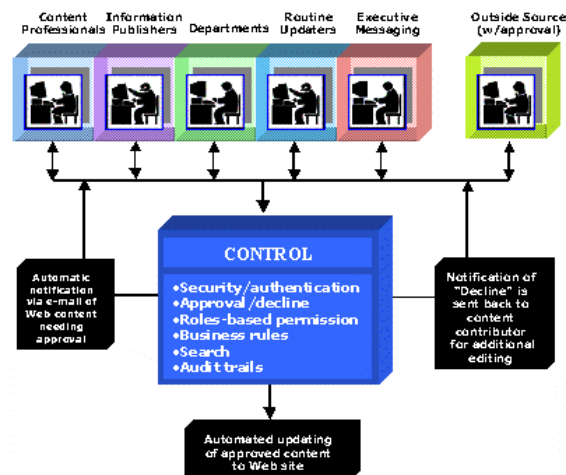 Content
Professionals
Information
Publishers
Departments
Routine
Updaters
Executive
Messaging
Outside Source
(w/approval)
CONTROL
•Security/authentication
•Approval/decline
•Roles-based permission
•Business rules
•Search
•Audit trails
Automatic
notification
via e-mail of
Web content
needing
approval
Notification of
"Decline" is
sent back to
content
contributor
for additional
editing
Automated updating
of approved content
to Web site